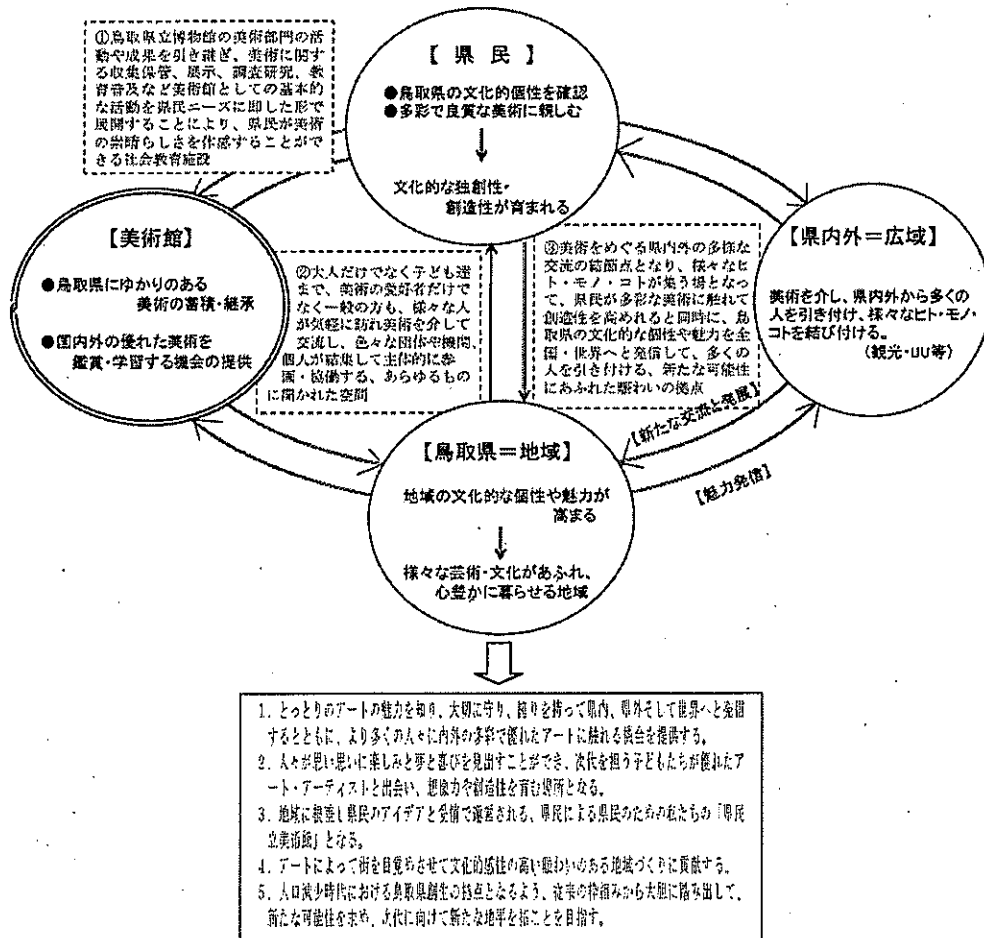 ①鳥取県立博物館の美術部門の活
動や成果を引き継ぎ、美術に関す
る収集保管、展示、調査研究、教
育普及など美術館としての基本的
な活動を県民ニーズに即した形で
展開することにより、県民が美術
の素晴らしさを体感することがで
きる社会教育施設
【県民】
●鳥取県の文化的個性を確認
●多彩で良質な美術に親しむ
文化的な独創性・
創造性が育まれる
【美術館】
●鳥取県にゆかりのある
美術の蓄積・継承
●国内外の優れた美術を
鑑賞・学習する機会の提供
②大人だけでなく子ども達
まで、美術の愛好者だけで
なく一般の方も、様々な人
が気軽に訪れ美術を介して
交流し、色々な団体や機関、
個人が結集して主体的に参
画・協働する、あらゆるもの
に開かれた空間
③美術をめぐる県内外の多様な
交流の結節点となり、様々なヒ
ト・モノ・コトが集う場となっ
て、県民が多彩な美術に触れて
創造性を高めれると同時に、鳥
取県の文化的な個性や魅力を全
国・世界へと発信して、多くの
人を引き付ける、新たな可能性
にあふれた賑わいの拠点
【県内外＝広域】
美術を介し、県内外から多くの
人を引き付け、様々なヒト・モノ・
コトを結び付ける。
（観光・UU等）
【新たな交流と発展】
【魅力発信】
【鳥取県＝地域】
地域の文化的な個性や魅力が
高まる
様々な芸術・文化があふれ、
心豊かに暮らせる地域
1．とっとりのアートの魅力を知り、大切に守り、誇りを持って県内、県外そして世界へと発信
するとともに、より多くの人々に内外の多彩で優れたアートに触れる機会を提供する。
2．人々が思い思いに楽しみと夢と喜びを見出すことができ、次代を担う子どもたちが優れたア
ート・アーティストと出会い、想像力や創造性を育む場所となる。
3．地域に根差し県民のアイデアと愛情で運営される、県民による県民のための私たちの「県民
立美術館」となる。
4．アートによって街を目覚めさせて文化的感性の高い賑わいのある地域づくりに貢献する。
5．人口減少時代における鳥取県創生の拠点となるよう、従来の枠組みから大胆に踏み出して、
新たな可能性を求め、次代に向けて新たな地平を拓くことを目指す。